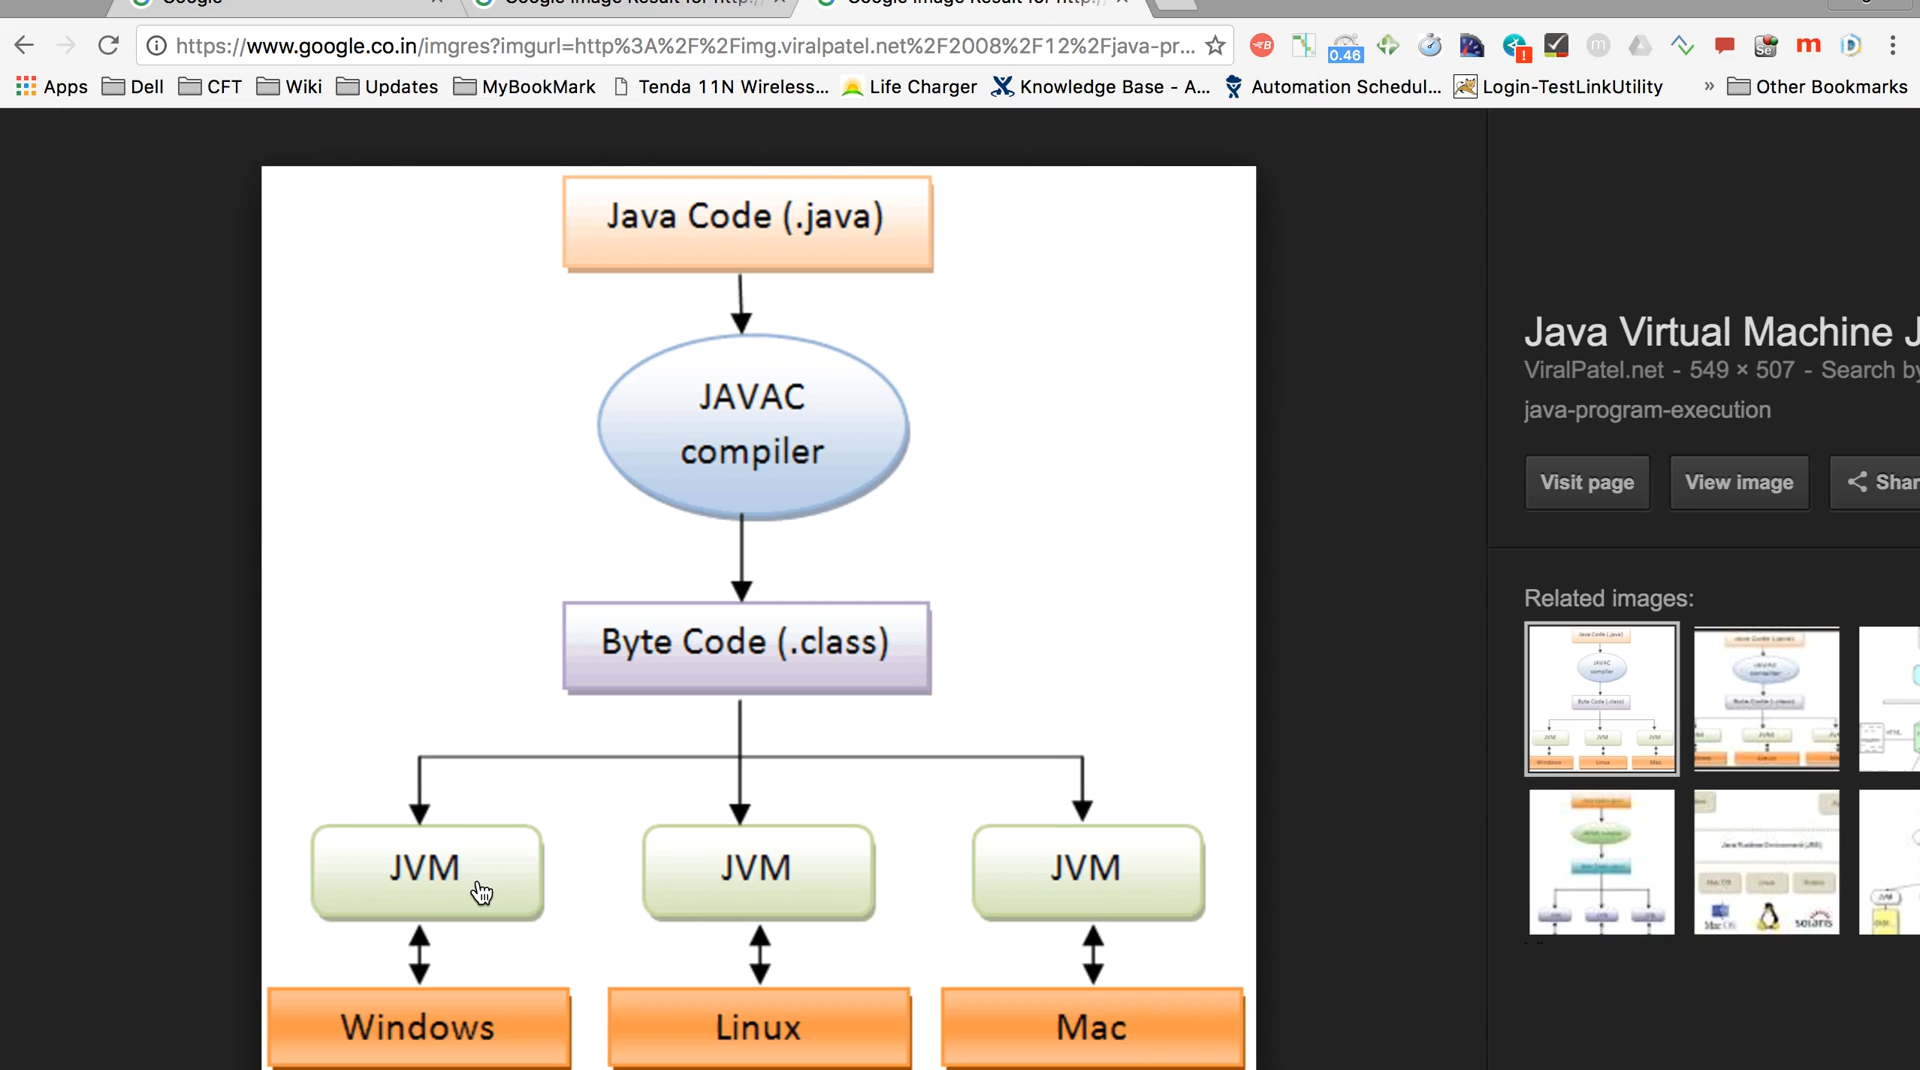 Google
https://www.google.co.in/imgres?imgurl=http%3A%2F%2Fimg.viralpatel.net%2F2008%2F12%2Fjava-pr...
0.46
Apps
Dell
CFT
Wiki
Updates
MyBookMark
Tenda 11N Wireless...
Life Charger
Knowledge Base - A...
Automation Schedul...
Login-TestLinkUtility
»
Other Bookmarks
Java Code (.java)
JAVAC
compiler
Byte Code (.class)
JVM
JVM
JVM
Windows
Linux
Mac
Java Virtual Machine J
ViralPatel.net - 549 × 507 - Search by
java-program-execution
Visit page
View image
Shar
Related images: